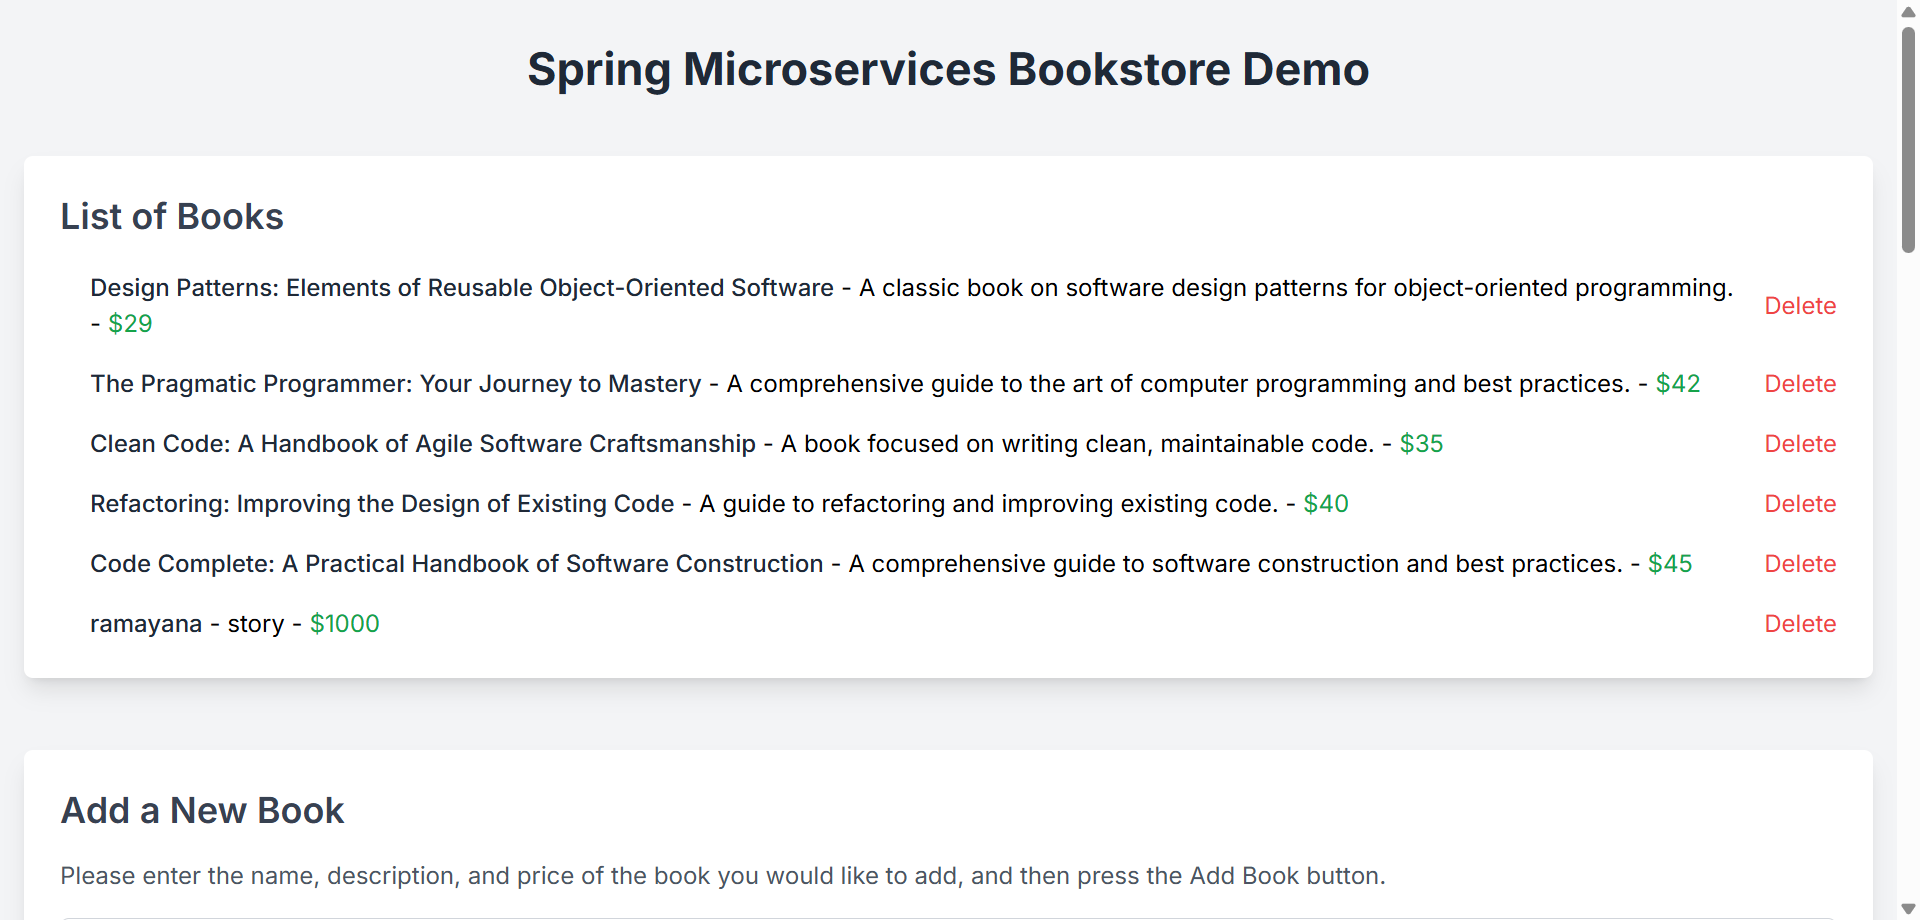 Spring Microservices Bookstore Demo
List of Books
Design Patterns: Elements of Reusable Object-Oriented Software - A classic book on software design patterns for object-oriented programming.
- $29
Delete
The Pragmatic Programmer: Your Journey to Mastery - A comprehensive guide to the art of computer programming and best practices. - $42
Delete
Clean Code: A Handbook of Agile Software Craftsmanship - A book focused on writing clean, maintainable code. - $35
Delete
Refactoring: Improving the Design of Existing Code - A guide to refactoring and improving existing code. - $40
Delete
Code Complete: A Practical Handbook of Software Construction - A comprehensive guide to software construction and best practices. - $45
Delete
ramayana - story - $1000
Delete
Add a New Book
Please enter the name, description, and price of the book you would like to add, and then press the Add Book button.